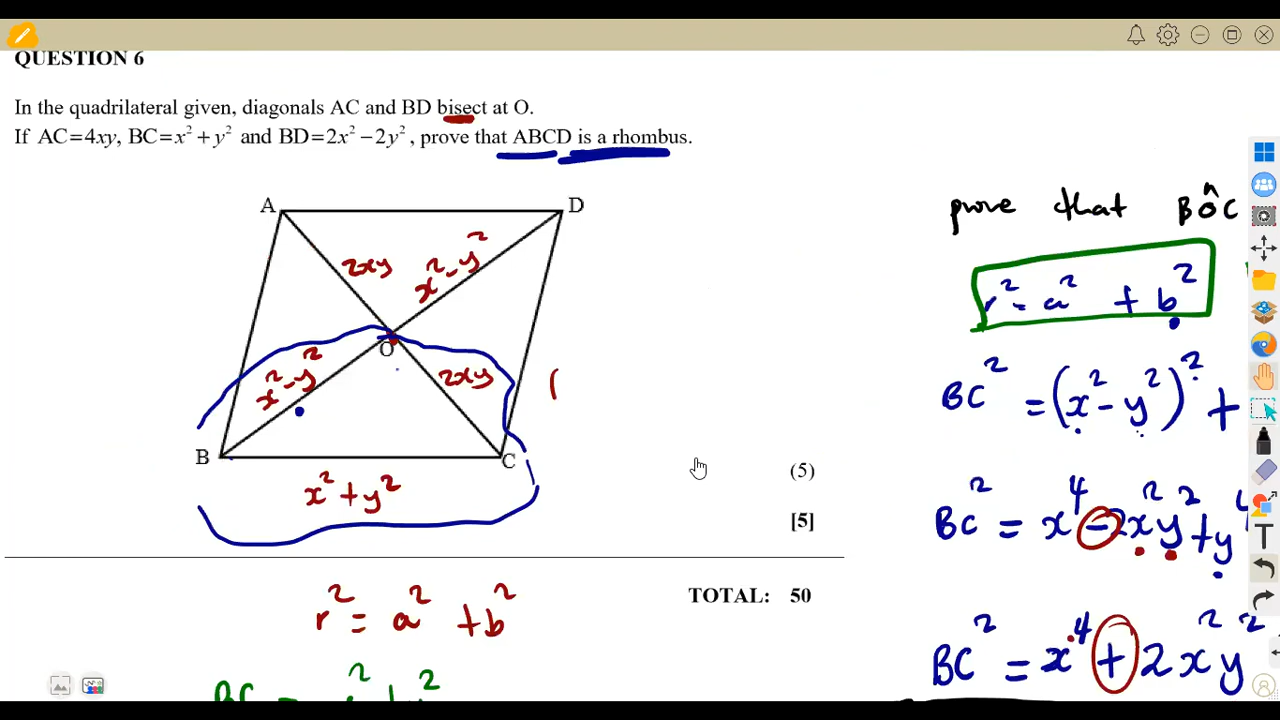 QUESTION 6
In the quadrilateral given, diagonals AC and BD bisect at O.
If AC=4xy, BC=x²+y² and BD=2x²−2y², prove that ABCD is a rhombus.
A
D
2xy
x²-y²
O
x²-y²
2xy
B
C
x²+y²
(5)
[5]
TOTAL: 50
r² = a² + b²
prove that BÔC
r² = a² + b²
BC² = (x²-y²)² +
BC² = x⁴ - 2x²y² + y⁴
BC² = x⁴ + 2x²y²
T